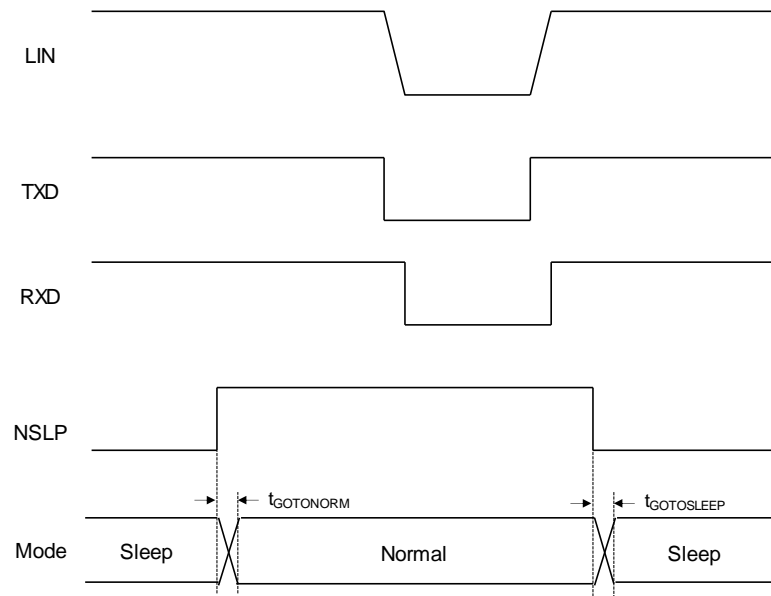 LIN
TXD
RXD
NSLP
tGOTONORM
tGOTOSLEEP
Mode
Sleep
Normal
Sleep